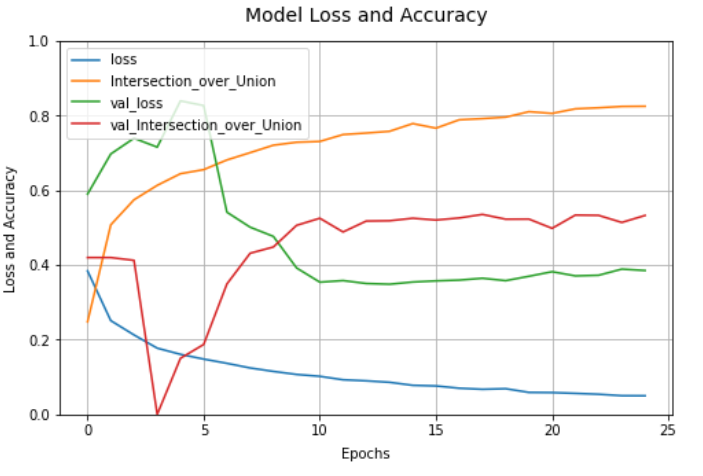 Model Loss and Accuracy
1.0
loss
Intersection_over_Union
val_loss
val_Intersection_over_Union
0.8
0.6
0.4
0.2
0.0
Loss and Accuracy
0 5 10 15 20 25
Epochs